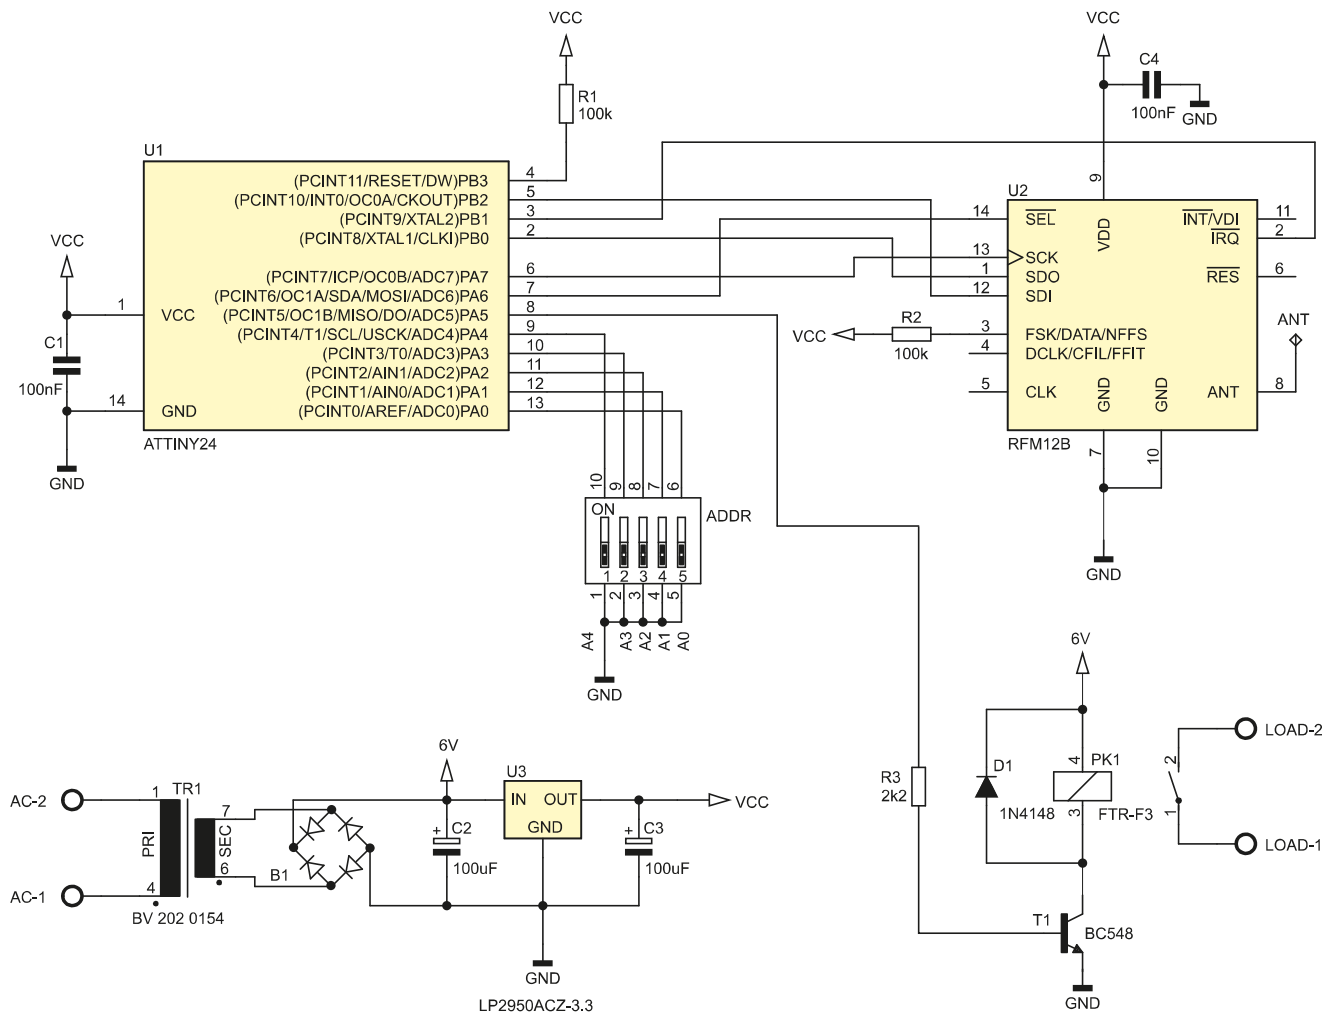 VCC
R1
100k
U1
(PCINT11/RESET/DW)PB3
4
(PCINT10/INT0/OC0A/CKOUT)PB2
5
(PCINT9/XTAL2)PB1
3
(PCINT8/XTAL1/CLKI)PB0
2
(PCINT7/ICP/OC0B/ADC7)PA7
6
(PCINT6/OC1A/SDA/MOSI/ADC6)PA6
7
(PCINT5/OC1B/MISO/DO/ADC5)PA5
8
(PCINT4/T1/SCL/USCK/ADC4)PA4
9
(PCINT3/T0/ADC3)PA3
10
(PCINT2/AIN1/ADC2)PA2
11
(PCINT1/AIN0/ADC1)PA1
12
(PCINT0/AREF/ADC0)PA0
13
VCC
1
VCC
C1
100nF
14
GND
GND
ATTINY24
VCC
C4
100nF
GND
9
U2
14
SEL
VDD
INT/VDI
11
IRQ
2
13
SCK
1
SDO
RES
6
12
SDI
VCC
R2
100k
3
FSK/DATA/NFFS
4
DCLK/CFIL/FFIT
5
CLK
GND
GND
ANT
8
ANT
RFM12B
7
10
GND
10
9
8
7
6
ON
ADDR
1
2
3
4
5
1
2
3
4
5
A4
A3
A2
A1
A0
GND
6V
AC-2
1
TR1
7
PRI
SEC
AC-1
4
6
BV 202 0154
B1
6V
+
C2
100uF
U3
IN
OUT
GND
+
C3
100uF
VCC
GND
LP2950ACZ-3.3
R3
2k2
D1
1N4148
4
PK1
3
FTR-F3
2
1
LOAD-2
LOAD-1
T1
BC548
GND